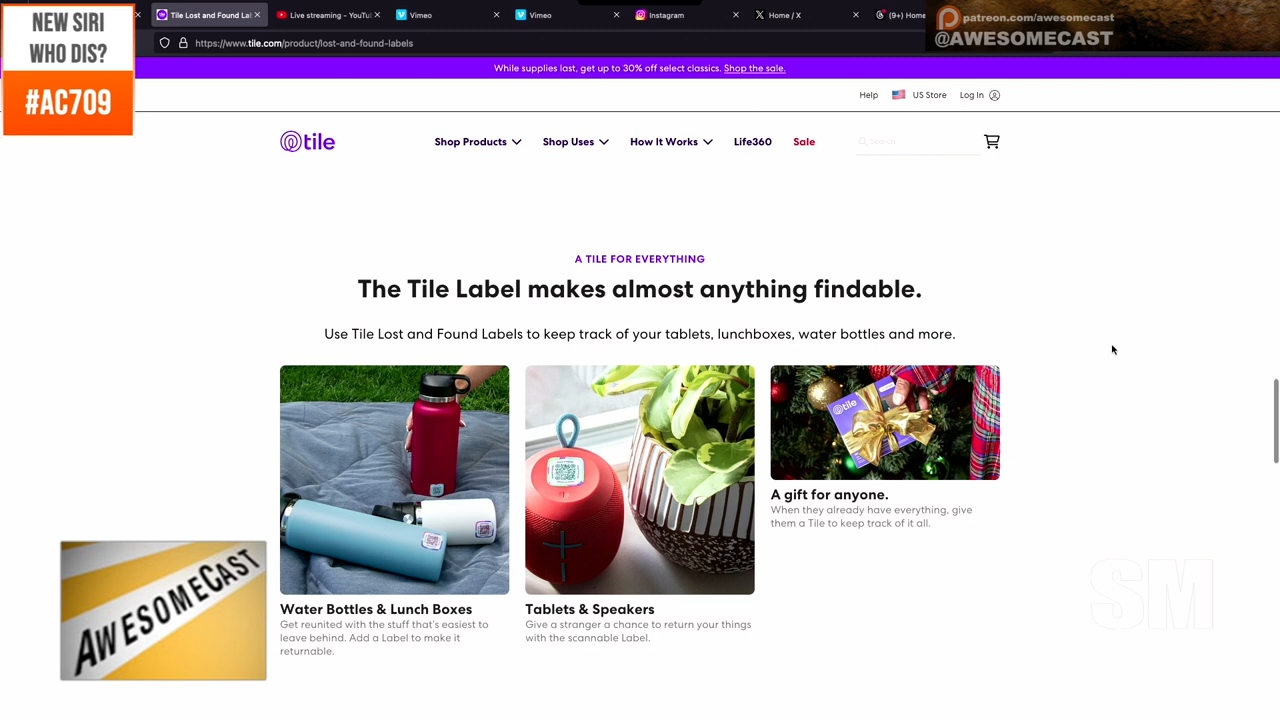 NEW SIRI
WHO DIS?
#AC709
Tile Lost and Found La
Live streaming - YouTu
Vimeo
Vimeo
Instagram
Home / X
(9+) Home
patreon.com/awesomecast
@AWESOMECAST
https://www.tile.com/product/lost-and-found-labels
While supplies last, get up to 30% off select classics. Shop the sale.
Help
US Store
Log In
tile
Shop Products
Shop Uses
How It Works
Life360
Sale
Search
A TILE FOR EVERYTHING
The Tile Label makes almost anything findable.
Use Tile Lost and Found Labels to keep track of your tablets, lunchboxes, water bottles and more.
tile
A gift for anyone.
When they already have everything, give
them a Tile to keep track of it all.
AWESOMECAST
SM
Water Bottles & Lunch Boxes
Get reunited with the stuff that's easiest to
leave behind. Add a Label to make it
returnable.
Tablets & Speakers
Give a stranger a chance to return your things
with the scannable Label.